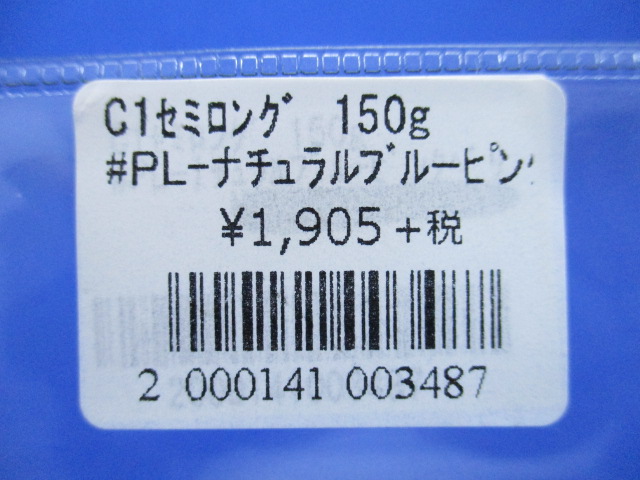 C1ｾﾐﾛﾝｸﾞ 150g
#PLｰナチュラルブルーピン
¥1,905+税
2 000141 003487